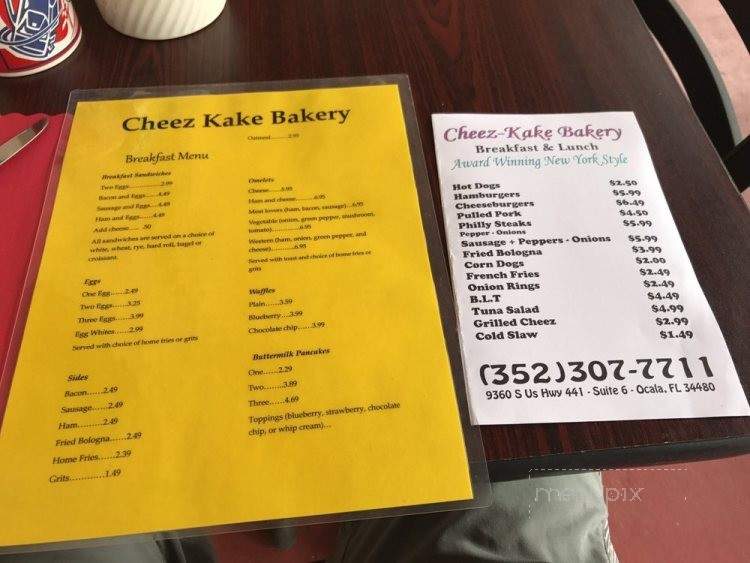 Cheez Kake Bakery
Oatmeal..........2.99
Breakfast Menu
Breakfast Sandwiches
Two Eggs..............2.99
Bacon and Eggs.....4.49
Sausage and Eggs....4.49
Ham and Eggs......4.49
Add cheese..... .50
All sandwiches are served on a choice of
white, wheat, rye, hard roll, bagel or
croissant.
Eggs
One Egg......2.49
Two Eggs......3.25
Three Eggs......3.99
Egg Whites......2.99
Served with choice of home fries or grits
Sides
Bacon.......2.49
Sausage.......2.49
Ham.........2.49
Fried Bologna......2.49
Home Fries......2.39
Grits............1.49
Omelets
Cheese......5.95
Ham and cheese............6.95
Meat lovers (ham, bacon, sausage)...6.95
Vegetable (onion, green pepper, mushroom,
tomato)............6.95
Western (ham, onion, green pepper, and
cheese)...........6.95
Served with toast and choice of home fries or
grits
Waffles
Plain......3.59
Blueberry....3.99
Chocolate chip.....3.99
Buttermilk Pancakes
One......2.29
Two.......3.89
Three......4.69
Toppings (blueberry, strawberry, chocolate
chip, or whip cream)...
Cheez-Kake Bakery
Breakfast & Lunch
Award Winning New York Style
Hot Dogs $2.50
Hamburgers $5.99
Cheeseburgers $6.49
Pulled Pork $4.50
Philly Steaks $5.99
Pepper - Onions
Sausage + Peppers - Onions $5.99
Fried Bologna $3.99
Corn Dogs $2.00
French Fries $2.49
Onion Rings $2.49
B.L.T $4.49
Tuna Salad $4.99
Grilled Cheez $2.99
Cold Slaw $1.49
(352)307-7711
9360 S Us Hwy 441 - Suite 6 - Ocala, FL 34480
menupix